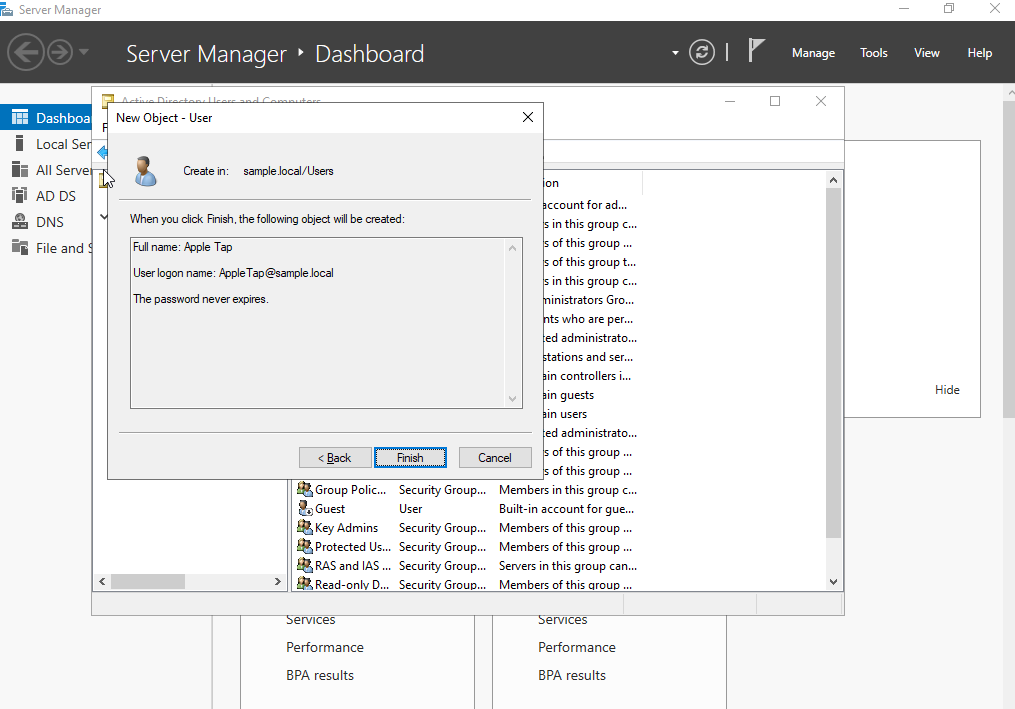 Server Manager
Server Manager ‣ Dashboard
Manage Tools View Help
Active Directory Users and Computers
F
Dashboa
Local Ser
All Server
AD DS
DNS
File and S
New Object - User
Create in: sample.local/Users
When you click Finish, the following object will be created:
Full name: Apple Tap
User logon name: AppleTap@sample.local
The password never expires.
< Back Finish Cancel
ion
account for ad...
s in this group c...
s of this group ...
s of this group t...
s in this group c...
ministrators Gro...
nts who are per...
ted administrato...
stations and ser...
ain controllers i...
ain guests
ain users
ted administrato...
s of this group ...
s of this group ...
Group Polic... Security Group... Members in this group c...
Guest User Built-in account for gue...
Key Admins Security Group... Members of this group ...
Protected Us... Security Group... Members of this group ...
RAS and IAS ... Security Group... Servers in this group can...
Read-only D... Security Group... Members of this group ...
Hide
Services
Performance
BPA results
Services
Performance
BPA results